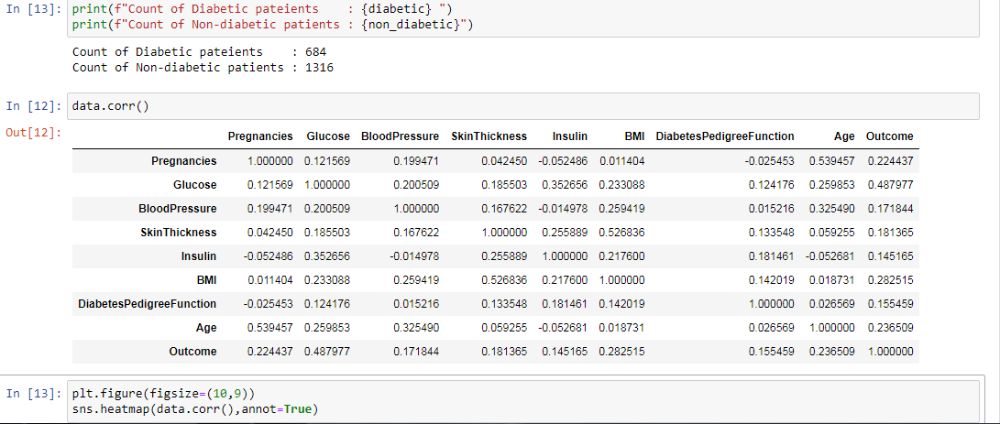 In [13]: print(f"Count of Diabetic pateients    : {diabetic} ")
print(f"Count of Non-diabetic patients : {non_diabetic}")
Count of Diabetic pateients    : 684
Count of Non-diabetic patients : 1316
In [12]: data.corr()
Out[12]:
Pregnancies Glucose BloodPressure SkinThickness Insulin BMI DiabetesPedigreeFunction Age Outcome
Pregnancies 1.000000 0.121569 0.199471 0.042450 -0.052486 0.011404 -0.025453 0.539457 0.224437
Glucose 0.121569 1.000000 0.200509 0.185503 0.352656 0.233088 0.124176 0.259853 0.487977
BloodPressure 0.199471 0.200509 1.000000 0.167622 -0.014978 0.259419 0.015216 0.325490 0.171844
SkinThickness 0.042450 0.185503 0.167622 1.000000 0.255889 0.526836 0.133548 0.059255 0.181365
Insulin -0.052486 0.352656 -0.014978 0.255889 1.000000 0.217600 0.181461 -0.052681 0.145165
BMI 0.011404 0.233088 0.259419 0.526836 0.217600 1.000000 0.142019 0.018731 0.282515
DiabetesPedigreeFunction -0.025453 0.124176 0.015216 0.133548 0.181461 0.142019 1.000000 0.026569 0.155459
Age 0.539457 0.259853 0.325490 0.059255 -0.052681 0.018731 0.026569 1.000000 0.236509
Outcome 0.224437 0.487977 0.171844 0.181365 0.145165 0.282515 0.155459 0.236509 1.000000
In [13]: plt.figure(figsize=(10,9))
sns.heatmap(data.corr(),annot=True)